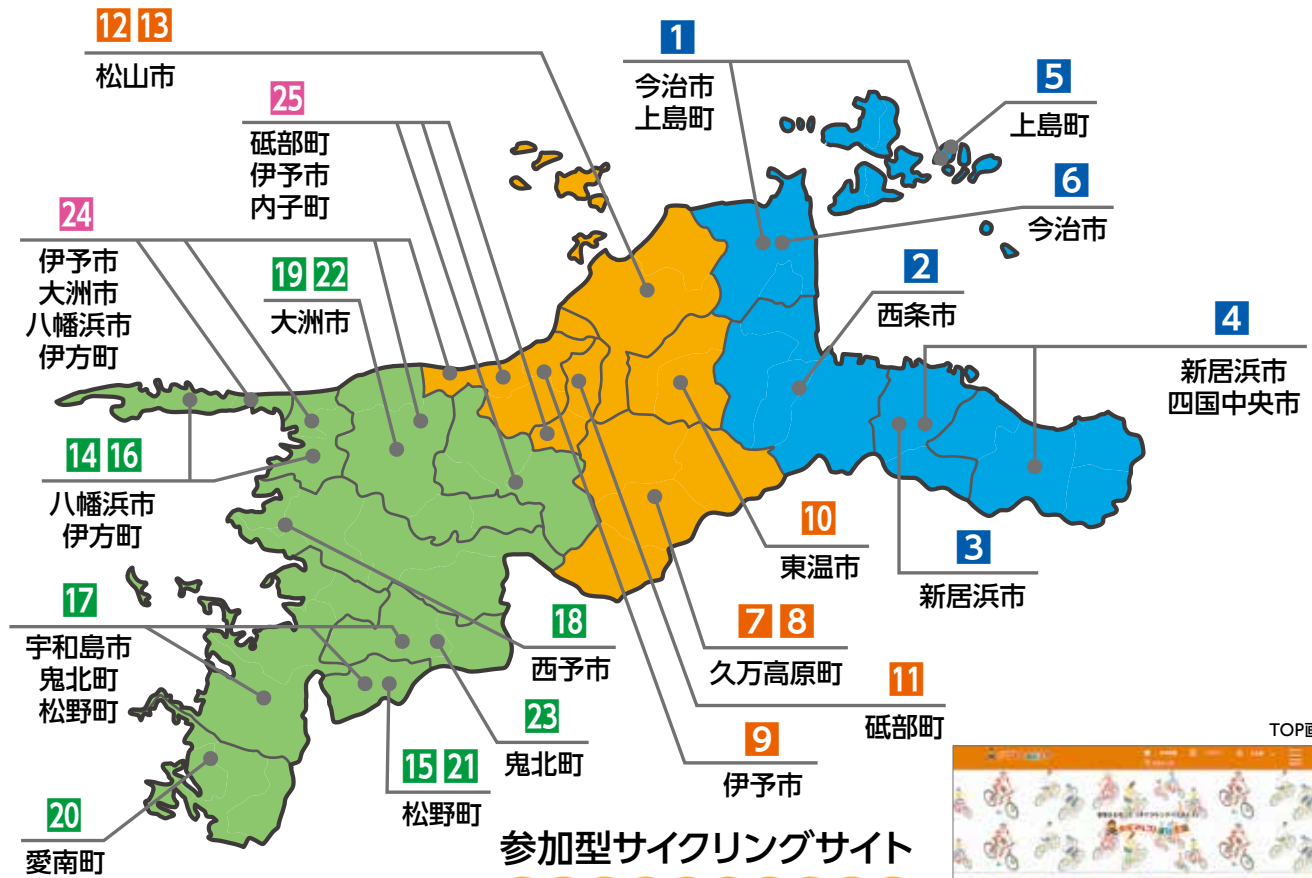 12 13
松山市
1
今治市
上島町
5
上島町
25
砥部町
伊予市
内子町
6
今治市
24
伊予市
大洲市
八幡浜市
伊方町
19 22
大洲市
2
西条市
4
新居浜市
四国中央市
14 16
八幡浜市
伊方町
10
東温市
3
新居浜市
17
宇和島市
鬼北町
松野町
18
西予市
7 8
久万高原町
11
砥部町
23
鬼北町
9
伊予市
15 21
松野町
20
愛南町
TOP画
参加型サイクリングサイト